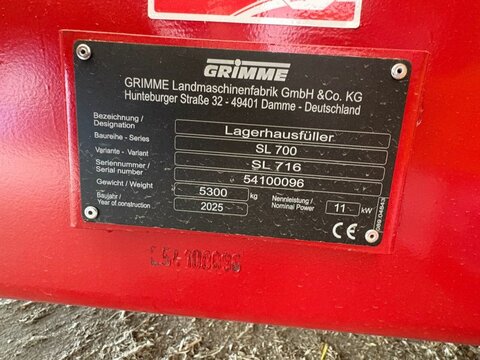 GRIMME
GRIMME Landmaschinenfabrik GmbH &Co. KG
Hunteburger Straße 32 - 49401 Damme - Deutschland
Bezeichnung / Designation Lagerhausfüller
Baureihe - Series SL 700
Variante - Variant SL 716
Seriennummer / Serial number 54100096
Gewicht / Weight 5300 kg Nennleistung / Nominal Power 11 kW
Baujahr / Year of construction 2025
CE
099.04843